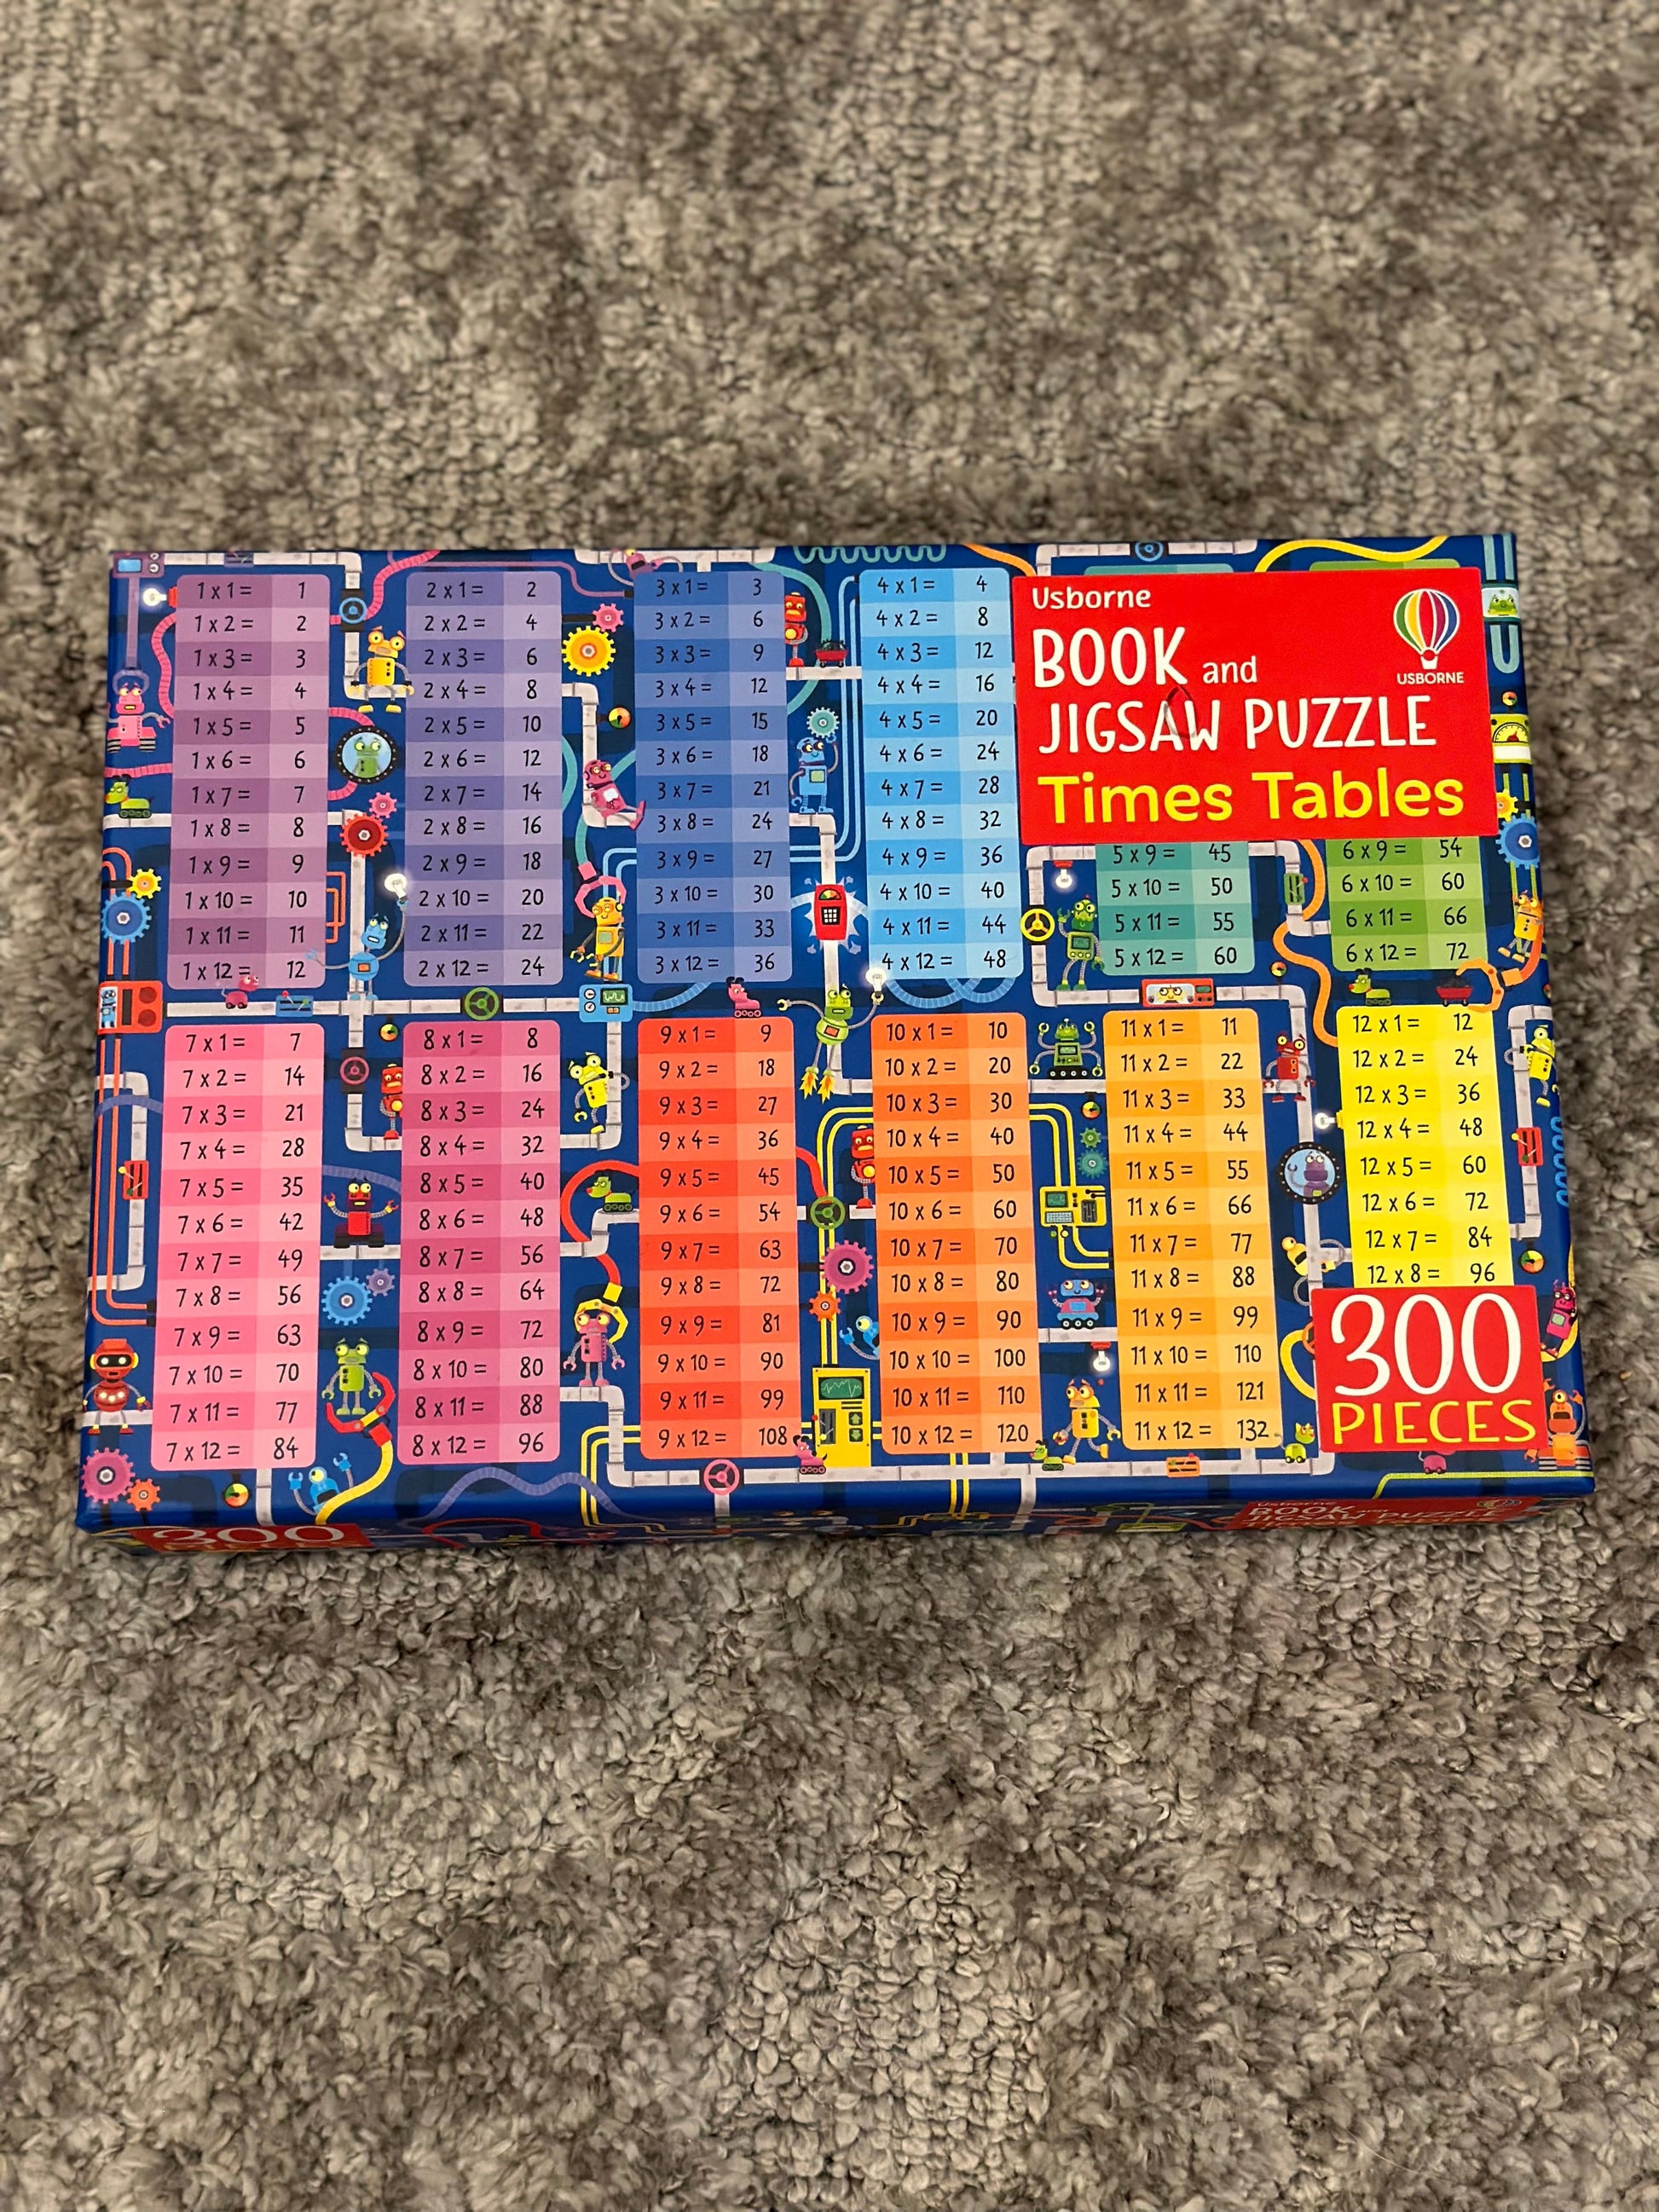 1 x 1 = 1
1 x 2 = 2
1 x 3 = 3
1 x 4 = 4
1 x 5 = 5
1 x 6 = 6
1 x 7 = 7
1 x 8 = 8
1 x 9 = 9
1 x 10 = 10
1 x 11 = 11
1 x 12 = 12
2 x 1 = 2
2 x 2 = 4
2 x 3 = 6
2 x 4 = 8
2 x 5 = 10
2 x 6 = 12
2 x 7 = 14
2 x 8 = 16
2 x 9 = 18
2 x 10 = 20
2 x 11 = 22
2 x 12 = 24
3 x 1 = 3
3 x 2 = 6
3 x 3 = 9
3 x 4 = 12
3 x 5 = 15
3 x 6 = 18
3 x 7 = 21
3 x 8 = 24
3 x 9 = 27
3 x 10 = 30
3 x 11 = 33
3 x 12 = 36
4 x 1 = 4
4 x 2 = 8
4 x 3 = 12
4 x 4 = 16
4 x 5 = 20
4 x 6 = 24
4 x 7 = 28
4 x 8 = 32
4 x 9 = 36
4 x 10 = 40
4 x 11 = 44
4 x 12 = 48
Usborne
BOOK and
JIGSAW PUZZLE
Times Tables
USBORNE
5 x 9 = 45
5 x 10 = 50
5 x 11 = 55
5 x 12 = 60
6 x 9 = 54
6 x 10 = 60
6 x 11 = 66
6 x 12 = 72
7 x 1 = 7
7 x 2 = 14
7 x 3 = 21
7 x 4 = 28
7 x 5 = 35
7 x 6 = 42
7 x 7 = 49
7 x 8 = 56
7 x 9 = 63
7 x 10 = 70
7 x 11 = 77
7 x 12 = 84
8 x 1 = 8
8 x 2 = 16
8 x 3 = 24
8 x 4 = 32
8 x 5 = 40
8 x 6 = 48
8 x 7 = 56
8 x 8 = 64
8 x 9 = 72
8 x 10 = 80
8 x 11 = 88
8 x 12 = 96
9 x 1 = 9
9 x 2 = 18
9 x 3 = 27
9 x 4 = 36
9 x 5 = 45
9 x 6 = 54
9 x 7 = 63
9 x 8 = 72
9 x 9 = 81
9 x 10 = 90
9 x 11 = 99
9 x 12 = 108
10 x 1 = 10
10 x 2 = 20
10 x 3 = 30
10 x 4 = 40
10 x 5 = 50
10 x 6 = 60
10 x 7 = 70
10 x 8 = 80
10 x 9 = 90
10 x 10 = 100
10 x 11 = 110
10 x 12 = 120
11 x 1 = 11
11 x 2 = 22
11 x 3 = 33
11 x 4 = 44
11 x 5 = 55
11 x 6 = 66
11 x 7 = 77
11 x 8 = 88
11 x 9 = 99
11 x 10 = 110
11 x 11 = 121
11 x 12 = 132
12 x 1 = 12
12 x 2 = 24
12 x 3 = 36
12 x 4 = 48
12 x 5 = 60
12 x 6 = 72
12 x 7 = 84
12 x 8 = 96
300
PIECES
300
Usborne
BOOK and
JIGSAW PUZZLE